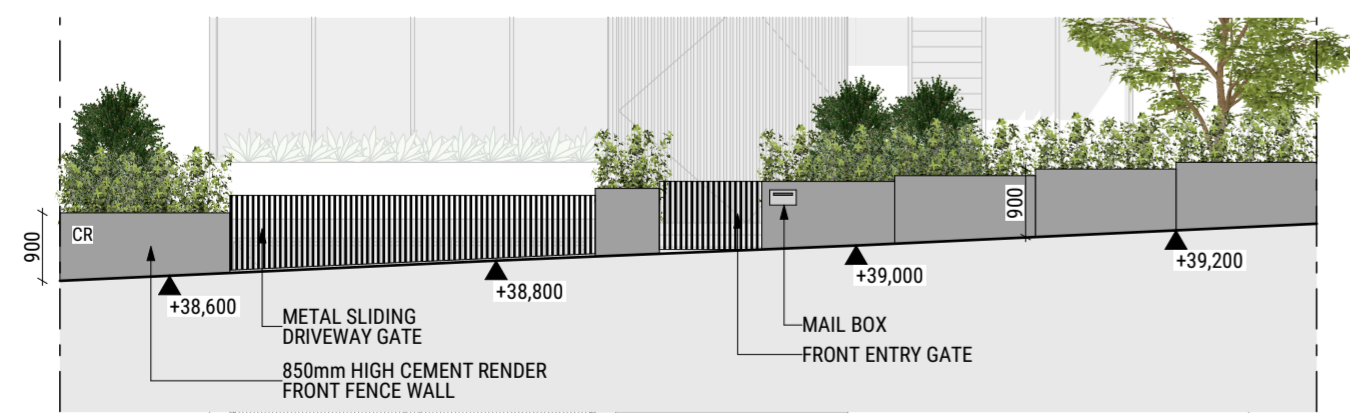 900
CR
900
+38,600
+38,800
+39,000
+39,200
METAL SLIDING
DRIVEWAY GATE
850mm HIGH CEMENT RENDER
FRONT FENCE WALL
MAIL BOX
FRONT ENTRY GATE